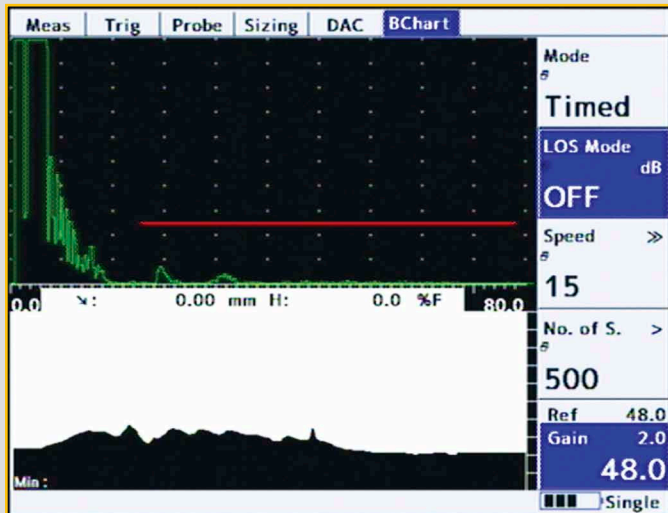 Meas Trig Probe Sizing DAC BChart
Mode
Timed
LOS Mode
dB
OFF
Speed >>
15
No. of S. >
500
Ref 48.0
Gain 2.0
48.0
Single
0.0 ↘: 0.00 mm H: 0.0 %F 80.0
Min: